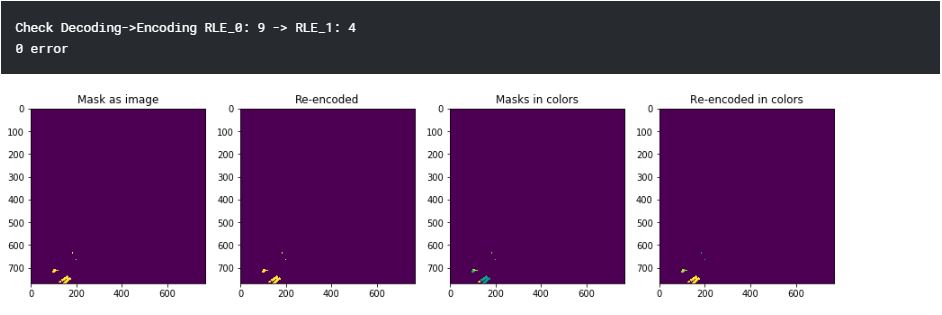 Check Decoding->Encoding RLE_0: 9 -> RLE_1: 4
0 error
Mask as image
Re-encoded
Masks in colors
Re-encoded in colors
0 0 0 0
100 100 100 100
200 200 200 200
300 300 300 300
400 400 400 400
500 500 500 500
600 600 600 600
700 700 700 700
0 200 400 600 0 200 400 600 0 200 400 600 0 200 400 600